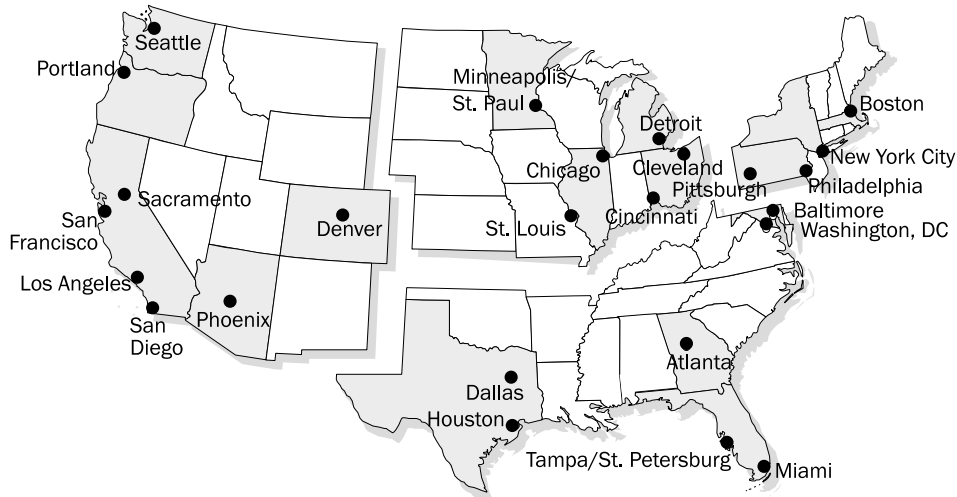 Seattle
Portland
Minneapolis/
St. Paul
Boston
Detroit
Chicago
Cleveland
New York City
Pittsburgh
Philadelphia
Sacramento
San
Francisco
Denver
St. Louis
Cincinnati
Baltimore
Washington, DC
Los Angeles
San
Diego
Phoenix
Atlanta
Dallas
Houston
Tampa/St. Petersburg
Miami